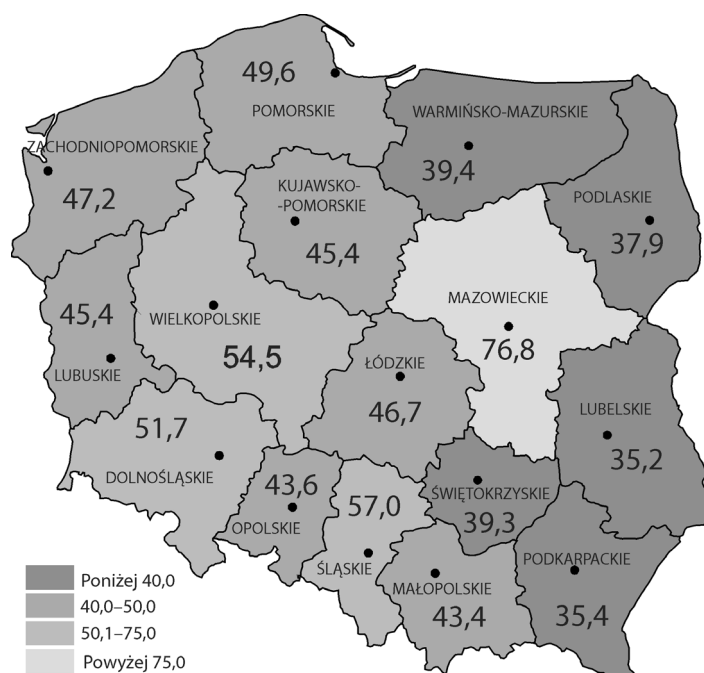 49,6
POMORSKIE
WARMIŃSKO-MAZURSKIE
39,4
ZACHODNIOPOMORSKIE
47,2
KUJAWSKO-
-POMORSKIE
45,4
PODLASKIE
37,9
MAZOWIECKIE
76,8
45,4
LUBUSKIE
WIELKOPOLSKIE
54,5
ŁÓDZKIE
46,7
LUBELSKIE
35,2
51,7
DOLNOŚLĄSKIE
43,6
OPOLSKIE
57,0
ŚLĄSKIE
ŚWIĘTOKRZYSKIE
39,3
MAŁOPOLSKIE
43,4
PODKARPACKIE
35,4
Poniżej 40,0
40,0–50,0
50,1–75,0
Powyżej 75,0